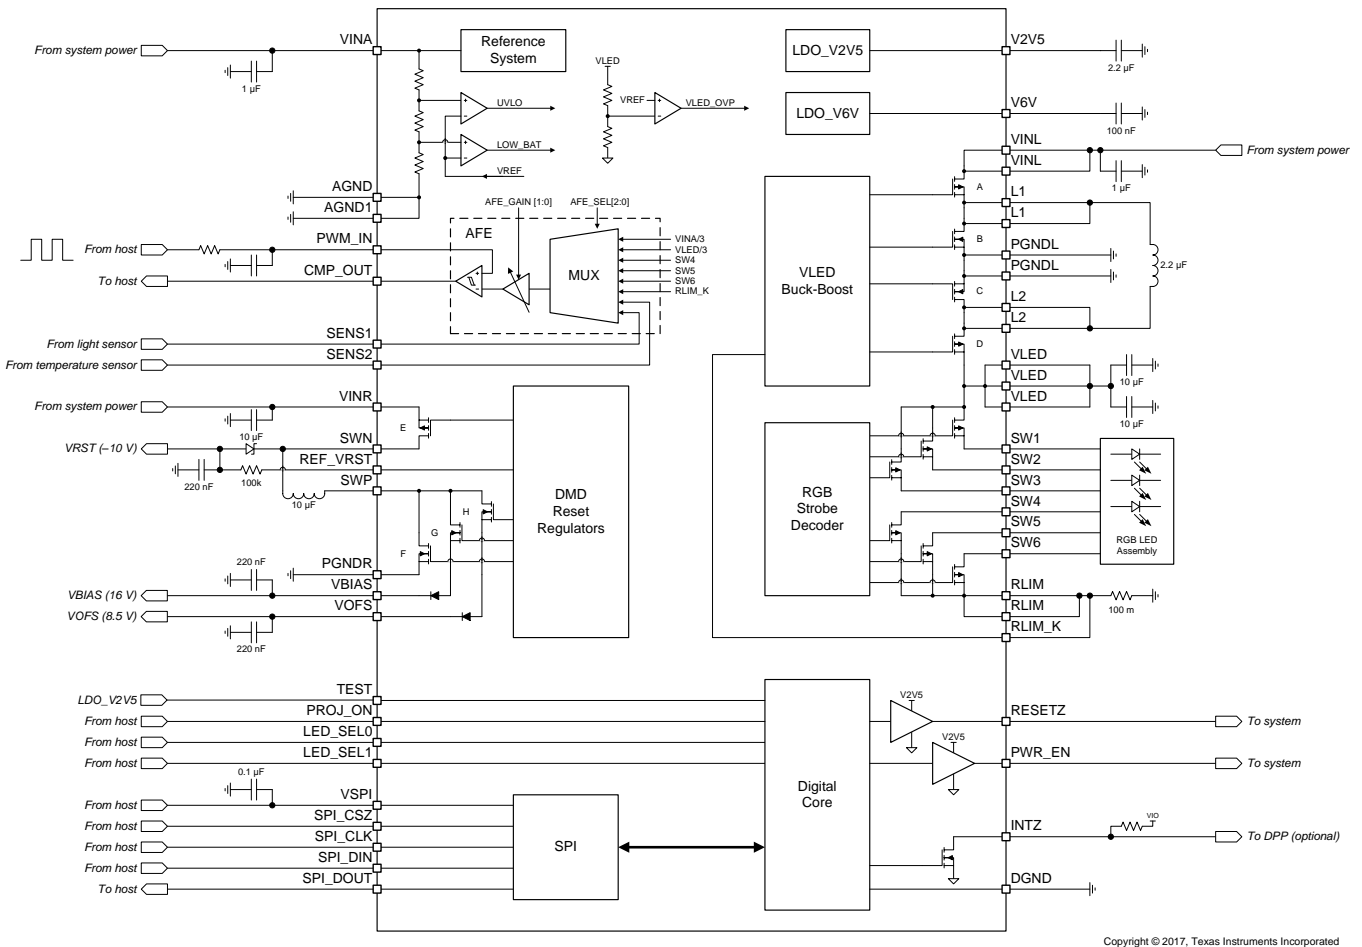 VINA
From system power
1 µF
Reference
System
UVLO
LOW_BAT
VREF
VLED
VREF
VLED_OVP
LDO_V2V5
V2V5
2.2 µF
LDO_V6V
V6V
100 nF
VINL
VINL
From system power
1 µF
AGND
AGND1
AFE_GAIN [1:0]
AFE_SEL[2:0]
AFE
MUX
VINA/3
VLED/3
SW4
SW5
SW6
RLIM_K
From host
PWM_IN
To host
CMP_OUT
From light sensor
SENS1
From temperature sensor
SENS2
VLED
Buck-Boost
A
B
C
D
L1
L1
PGNDL
PGNDL
L2
L2
2.2 µF
VLED
VLED
VLED
10 µF
10 µF
From system power
VINR
10 µF
E
VRST (–10 V)
SWN
REF_VRST
220 nF
100k
SWP
10 µF
H
G
F
DMD
Reset
Regulators
220 nF
PGNDR
VBIAS (16 V)
VBIAS
VOFS (8.5 V)
VOFS
220 nF
RGB
Strobe
Decoder
SW1
SW2
SW3
SW4
SW5
SW6
RGB LED
Assembly
RLIM
RLIM
RLIM_K
100 m
LDO_V2V5
TEST
From host
PROJ_ON
From host
LED_SEL0
From host
LED_SEL1
0.1 µF
From host
VSPI
From host
SPI_CSZ
From host
SPI_CLK
From host
SPI_DIN
To host
SPI_DOUT
SPI
Digital
Core
V2V5
RESETZ
To system
V2V5
PWR_EN
To system
INTZ
VIO
To DPP (optional)
DGND
Copyright © 2017, Texas Instruments Incorporated